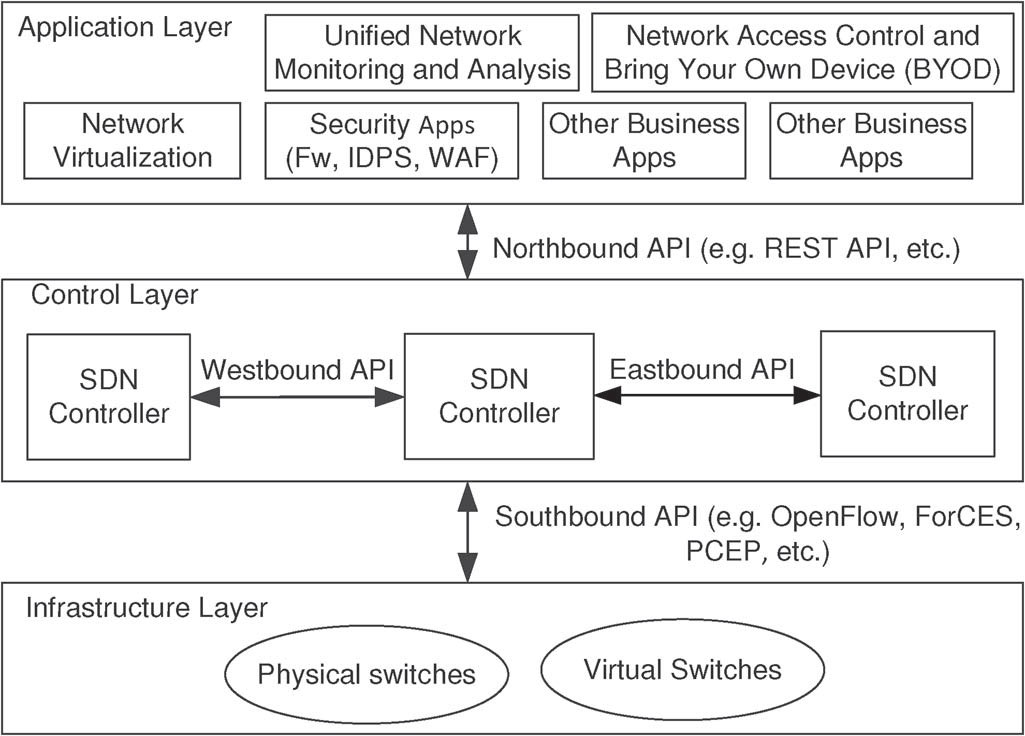 Application Layer
Unified Network
Monitoring and Analysis
Network Access Control and
Bring Your Own Device (BYOD)
Network
Virtualization
Security Apps
(Fw, IDPS, WAF)
Other Business
Apps
Other Business
Apps
Northbound API (e.g. REST API, etc.)
Control Layer
SDN
Controller
Westbound API
SDN
Controller
Eastbound API
SDN
Controller
Southbound API (e.g. OpenFlow, ForCES,
PCEP, etc.)
Infrastructure Layer
Physical switches
Virtual Switches